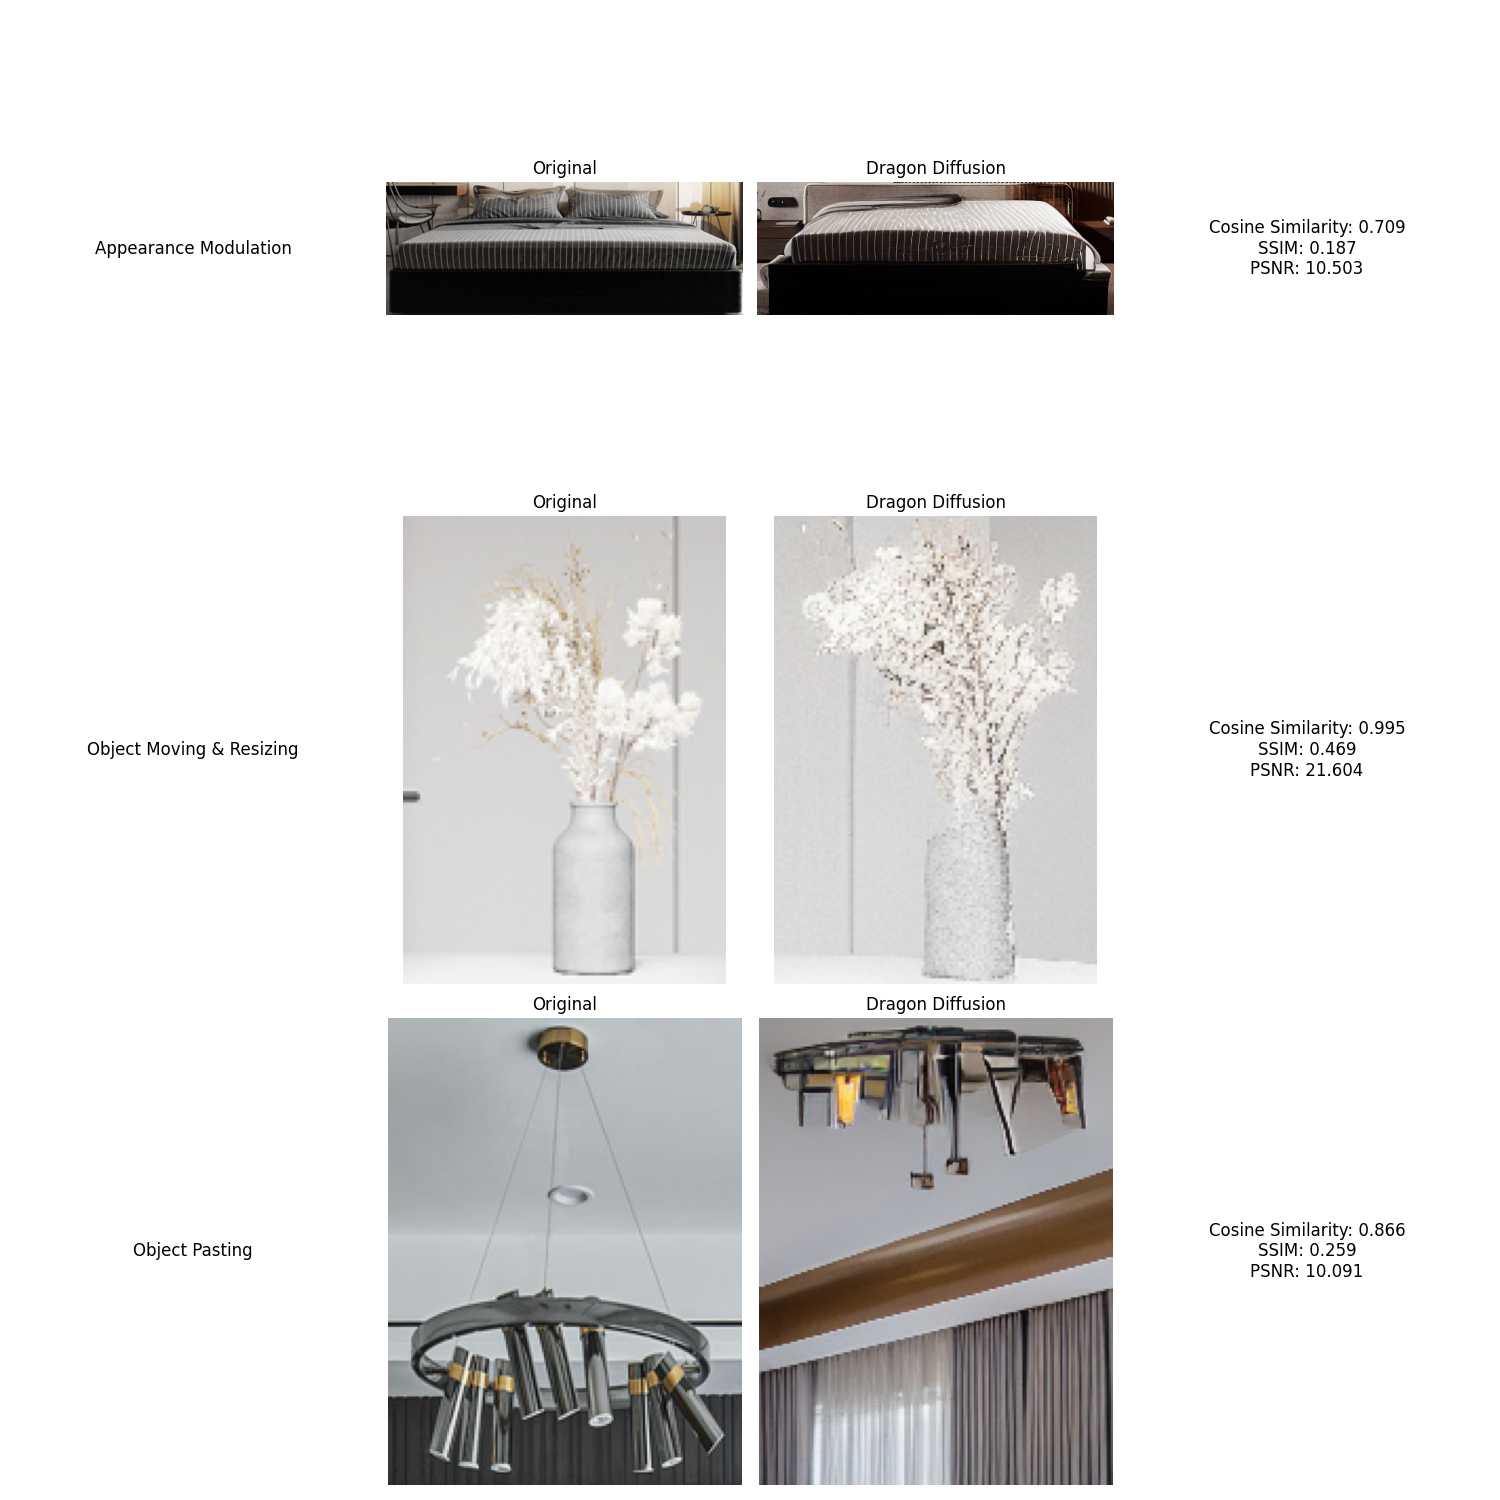 Original
Dragon Diffusion
Appearance Modulation
Cosine Similarity: 0.709
SSIM: 0.187
PSNR: 10.503
Original
Dragon Diffusion
Object Moving & Resizing
Cosine Similarity: 0.995
SSIM: 0.469
PSNR: 21.604
Original
Dragon Diffusion
Object Pasting
Cosine Similarity: 0.866
SSIM: 0.259
PSNR: 10.091